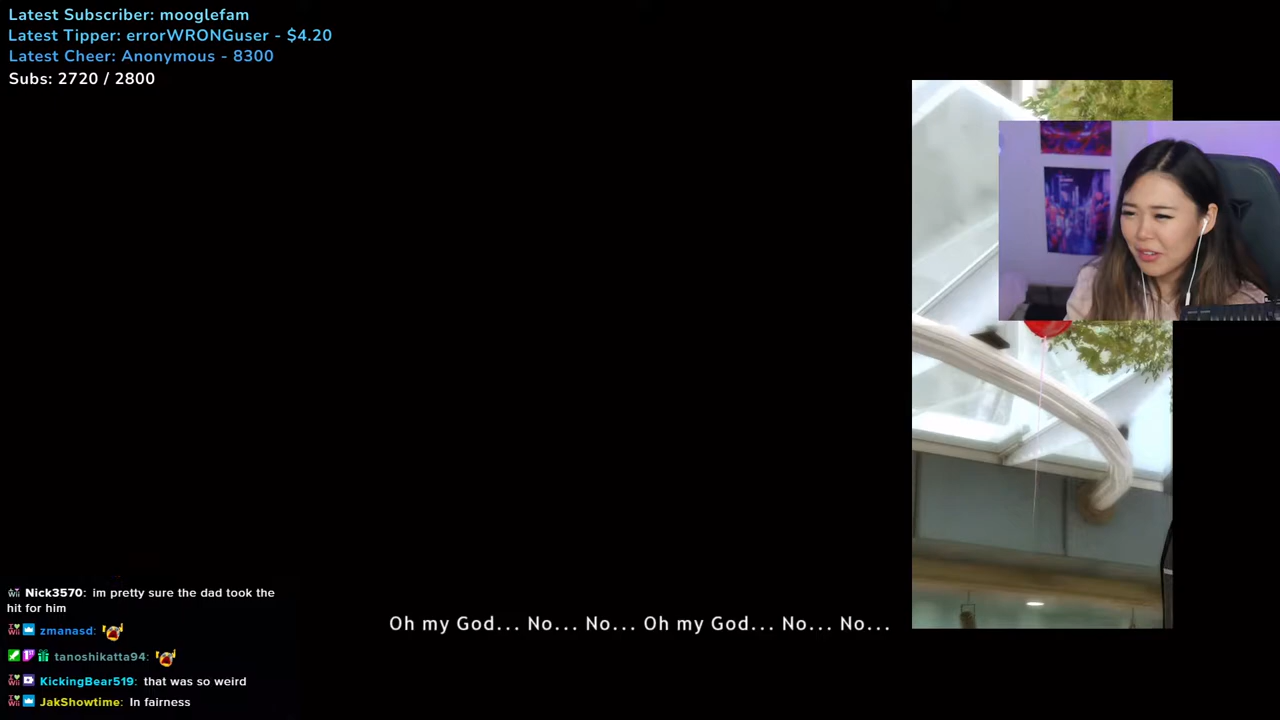 Latest Subscriber: mooglefam
Latest Tipper: errorWRONGuser - $4.20
Latest Cheer: Anonymous - 8300
Subs: 2720 / 2800
Nick3570: im pretty sure the dad took the
hit for him
zmanasd:
tanoshikatta94:
KickingBear519: that was so weird
JakShowtime: In fairness
Oh my God... No... No... Oh my God... No... No...